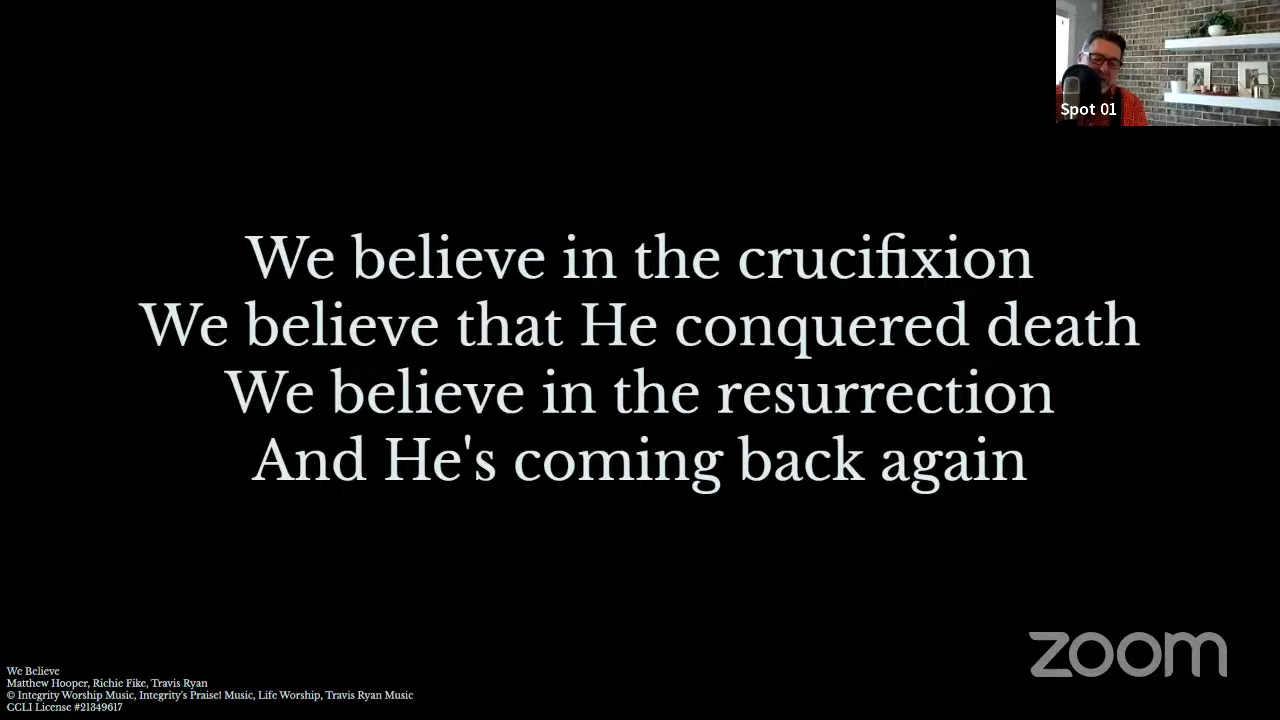 Spot 01
We believe in the crucifixion
We believe that He conquered death
We believe in the resurrection
And He's coming back again
zoom
We Believe
Matthew Hooper, Richie Fike, Travis Ryan
© Integrity Worship Music, Integrity's Praise! Music, Life Worship, Travis Ryan Music
CCLI License #21349617